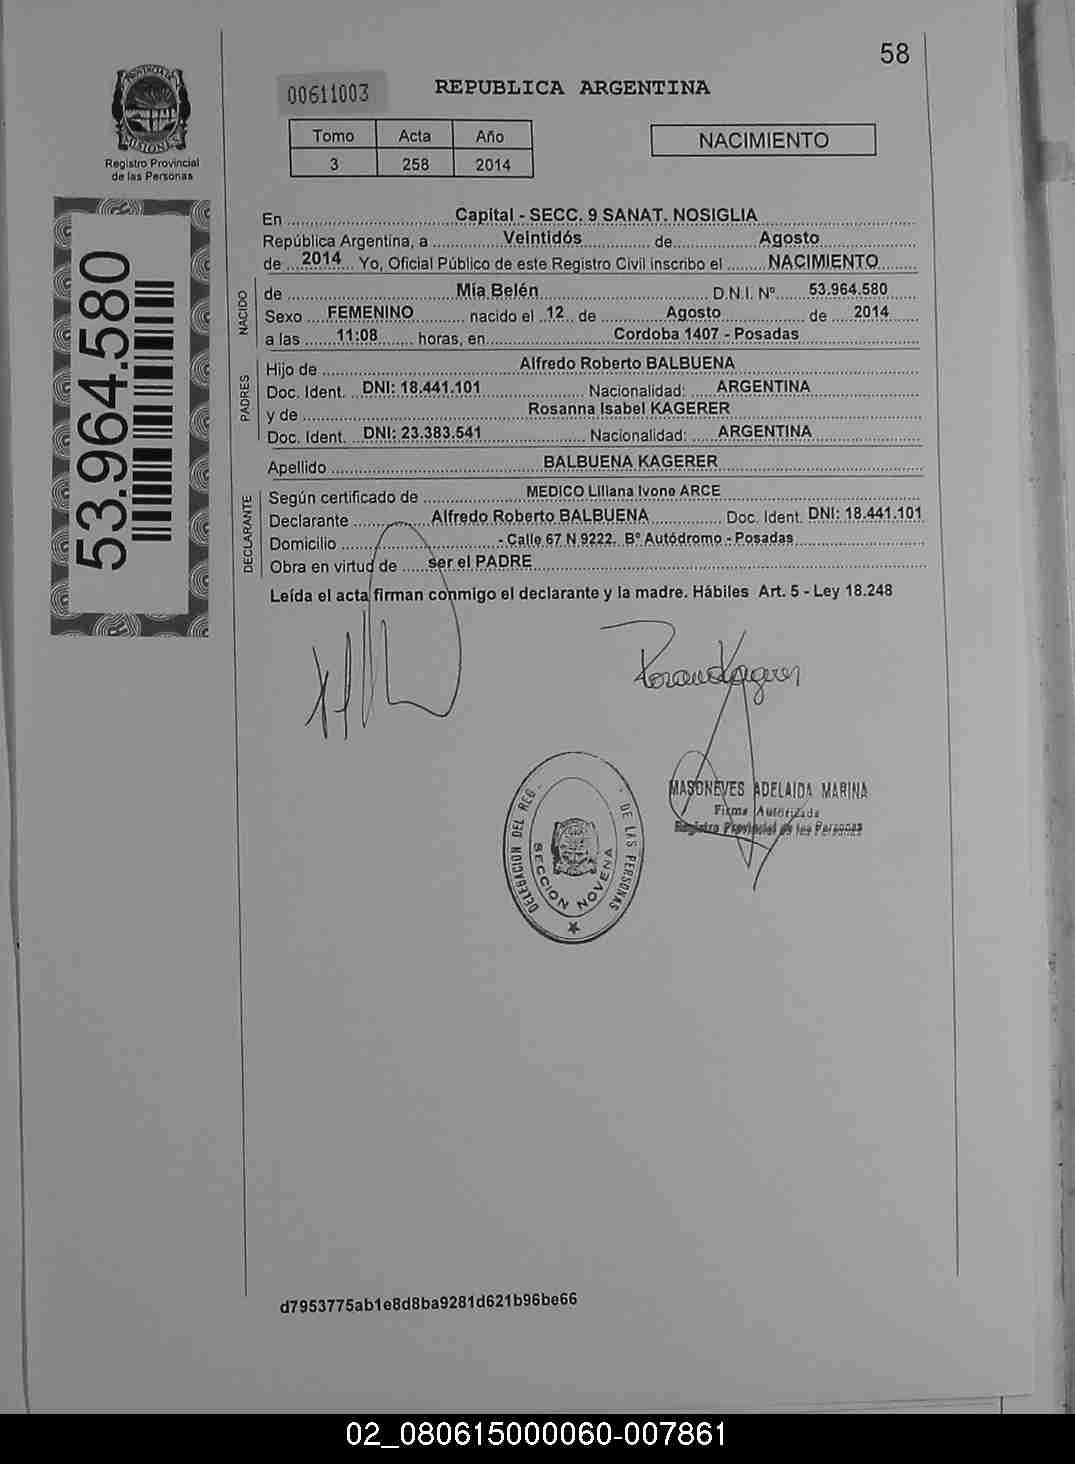 58
00611003
REPUBLICA ARGENTINA
PROVINCIA DE MISIONES
Registro Provincial
de las Personas
Tomo Acta Año
3 258 2014
NACIMIENTO
53.964.580
En Capital - SECC. 9 SANAT. NOSIGLIA
República Argentina, a Veintidós de Agosto
de 2014 Yo, Oficial Público de este Registro Civil inscribo el NACIMIENTO
NACIDO
de Mia Belén D.N.I. Nº 53.964.580
Sexo FEMENINO nacido el 12 de Agosto de 2014
a las 11:08 horas, en Cordoba 1407 - Posadas
PADRES
Hijo de Alfredo Roberto BALBUENA
Doc. Ident. DNI: 18.441.101 Nacionalidad: ARGENTINA
y de Rosanna Isabel KAGERER
Doc. Ident. DNI: 23.383.541 Nacionalidad: ARGENTINA
Apellido BALBUENA KAGERER
DECLARANTE
Según certificado de MEDICO Liliana Ivone ARCE
Declarante Alfredo Roberto BALBUENA Doc. Ident. DNI: 18.441.101
Domicilio - Calle 67 N 9222 Bº Autódromo - Posadas
Obra en virtud de ser el PADRE
Leída el acta firman conmigo el declarante y la madre. Hábiles Art. 5 - Ley 18.248
MASONEVES ADELAIDA MARINA
Firma Autorizada
Registro Provincial de las Personas
DELEGACION DEL REG. DE LAS PERSONAS
SECCION NOVENA
d7953775ab1e8d8ba9281d621b96be66
02_080615000060-007861